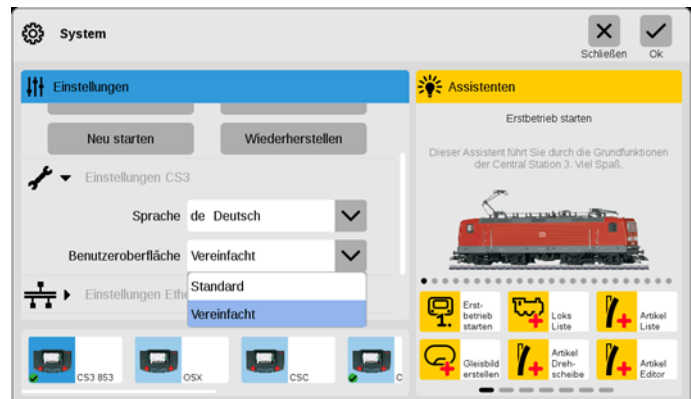 System
Schließen
Ok
Einstellungen
Neu starten
Wiederherstellen
Einstellungen CS3
Sprache
de Deutsch
Benutzeroberfläche
Vereinfacht
Standard
Vereinfacht
Einstellungen Ethe
CS3 853
OSX
CSC
C
Assistenten
Erstbetrieb starten
Dieser Assistent führt Sie durch die Grundfunktionen
der Central Station 3. Viel Spaß.
1.
Erst-
betrieb
starten
Loks
Liste
Artikel
Liste
Gleisbild
erstellen
Artikel
Dreh-
scheibe
Artikel
Editor